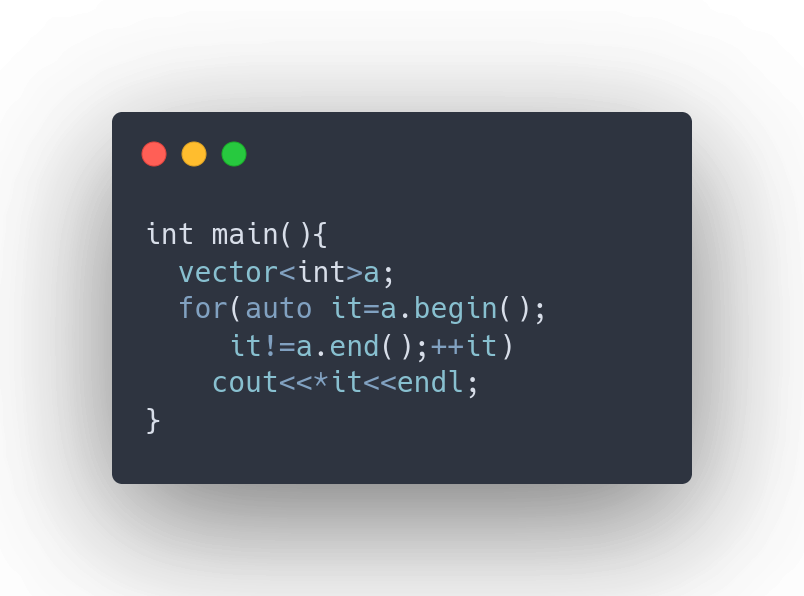 int main(){
vector<int>a;
for(auto it=a.begin();
it!=a.end();++it)
cout<<*it<<endl;
}